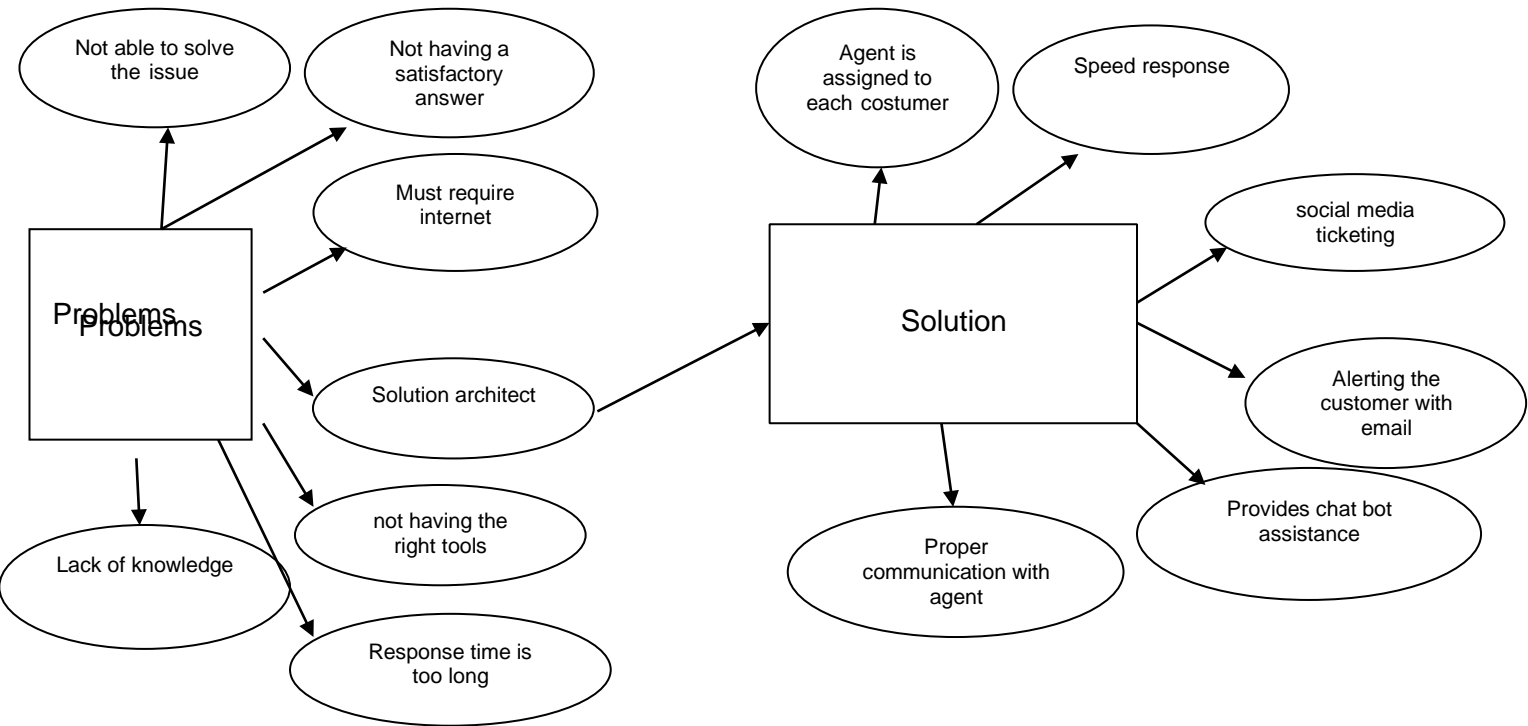 Not able to solve
the issue
Not having a
satisfactory
answer
Must require
internet
Problems
Problems
Solution architect
not having the
right tools
Lack of knowledge
Response time is
too long
Agent is
assigned to
each costumer
Speed response
social media
ticketing
Solution
Alerting the
customer with
email
Provides chat bot
assistance
Proper
communication with
agent